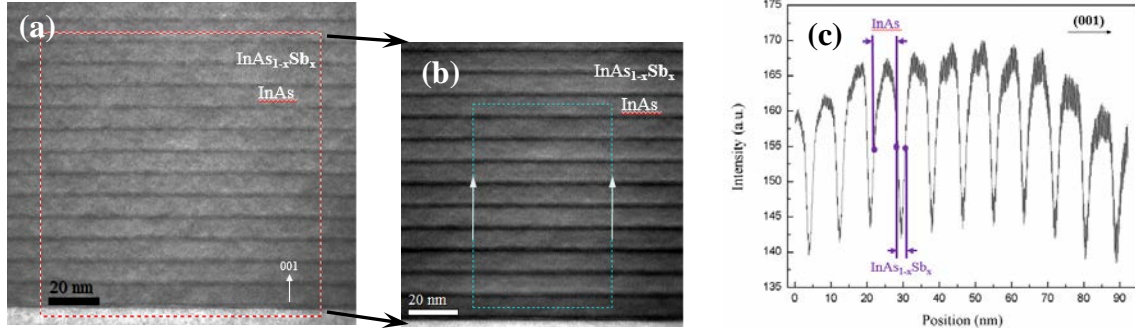 (a)
InAs1-xSbx
InAs
001
20 nm
(b)
InAs1-xSbx
InAs
20 nm
(c)
InAs
(001)
InAs1-xSbx
175
170
165
160
155
150
145
140
135
Intensity (a.u.)
0 10 20 30 40 50 60 70 80 90
Position (nm)